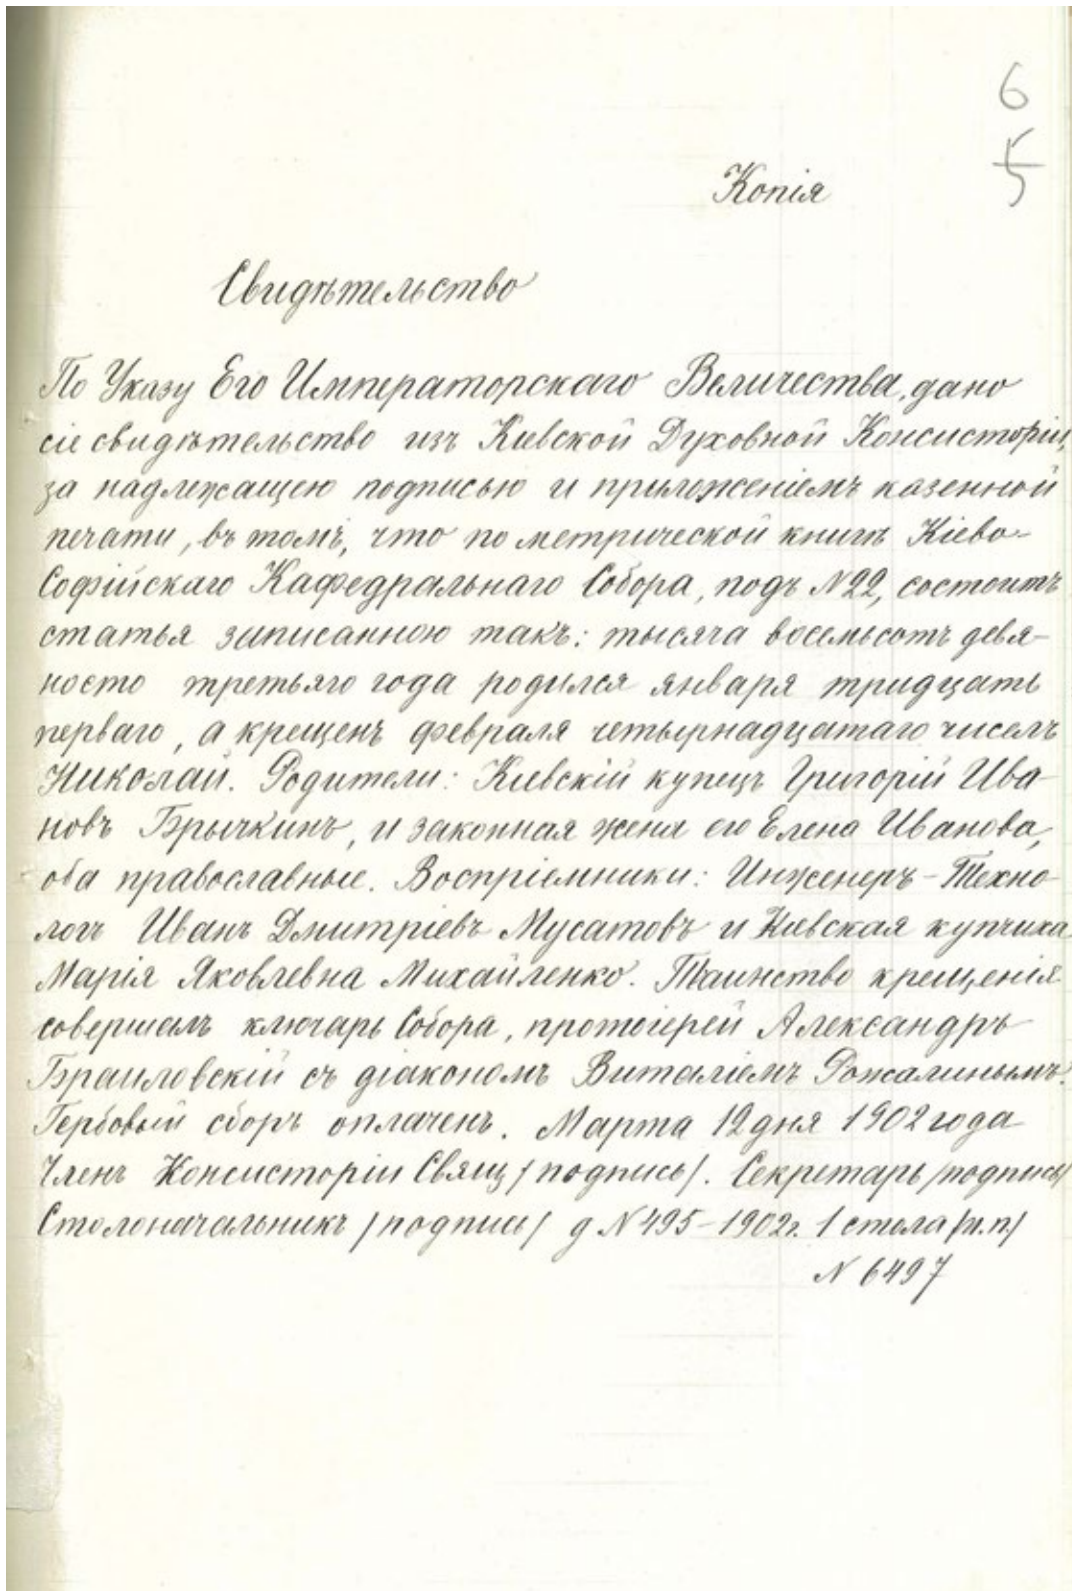 6
5
Копія
Свидѣтельство
По Указу Его Императорскаго Величества, дано
сіе свидѣтельство изъ Кіевской Духовной Консисторіи,
за надлежащею подписью и приложеніемъ казенной
печати, въ томъ, что по метрической книгѣ Кіево-
Софійскаго Кафедральнаго Собора, подъ №22, состоитъ
статья записанною такъ: тысяча восемьсотъ девя-
носто третьяго года родился января тридцать
перваго, а крещенъ февраля четырнадцатаго чиселъ
Николай. Родители: Кіевскій купецъ Григорій Ива-
новъ Брычкинъ, и законная жена его Елена Иванова,
оба православные. Воспріемники: Инженеръ-Техно-
логъ Иванъ Дмитріевъ Мусатовъ и Кіевская купчиха
Марія Яковлевна Михайленко. Таинство крещенія
совершалъ ключарь Собора, протоіерей Александръ
Браиловскій съ діакономъ Виталіемъ Рожалинымъ.
Гербовый сборъ оплаченъ. Марта 12 дня 1902 года
Членъ Консисторіи Свящ /подпись/. Секретарь /подпись/
Столоначальникъ /подпись/ д №495-1902г. 1 стола /м.п/
№ 6497